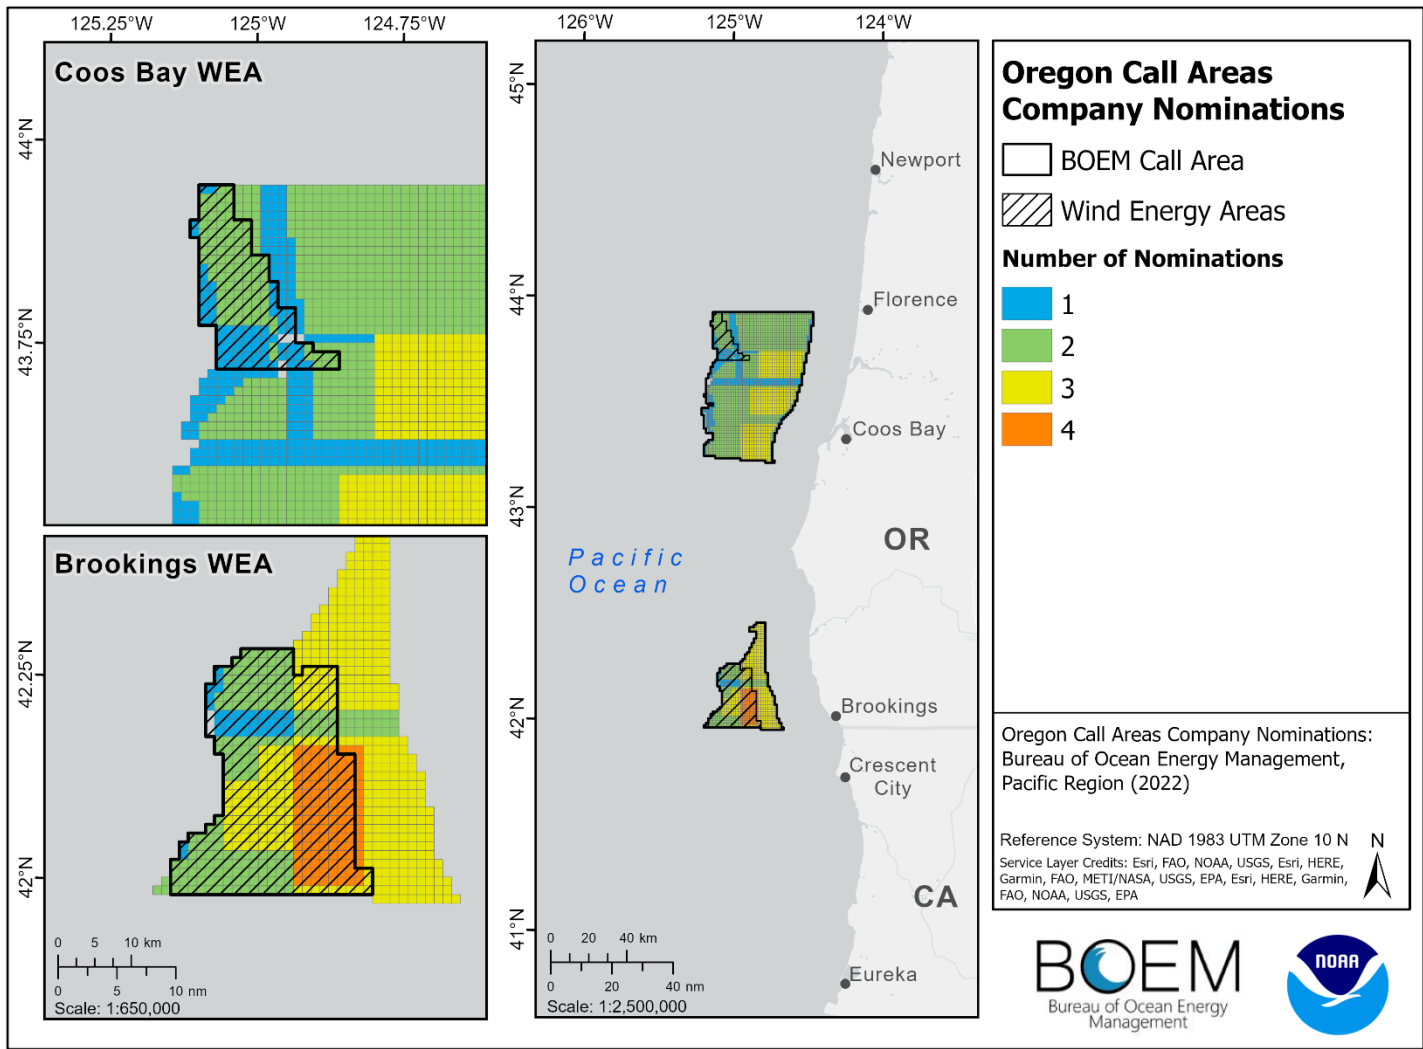 125.25°W 125°W 124.75°W
126°W 125°W 124°W
Coos Bay WEA
44°N
43.75°N
Brookings WEA
42.25°N
42°N
0 5 10 km
0 5 10 nm
Scale: 1:650,000
45°N
44°N
43°N
42°N
41°N
Newport
Florence
Coos Bay
OR
Pacific
Ocean
Brookings
Crescent
City
CA
Eureka
0 20 40 km
0 20 40 nm
Scale: 1:2,500,000
Oregon Call Areas
Company Nominations
BOEM Call Area
Wind Energy Areas
Number of Nominations
1
2
3
4
Oregon Call Areas Company Nominations:
Bureau of Ocean Energy Management,
Pacific Region (2022)
Reference System: NAD 1983 UTM Zone 10 N
N
Service Layer Credits: Esri, FAO, NOAA, USGS, Esri, HERE,
Garmin, FAO, METI/NASA, USGS, EPA, Esri, HERE, Garmin,
FAO, NOAA, USGS, EPA
BOEM
Bureau of Ocean Energy
Management
NOAA